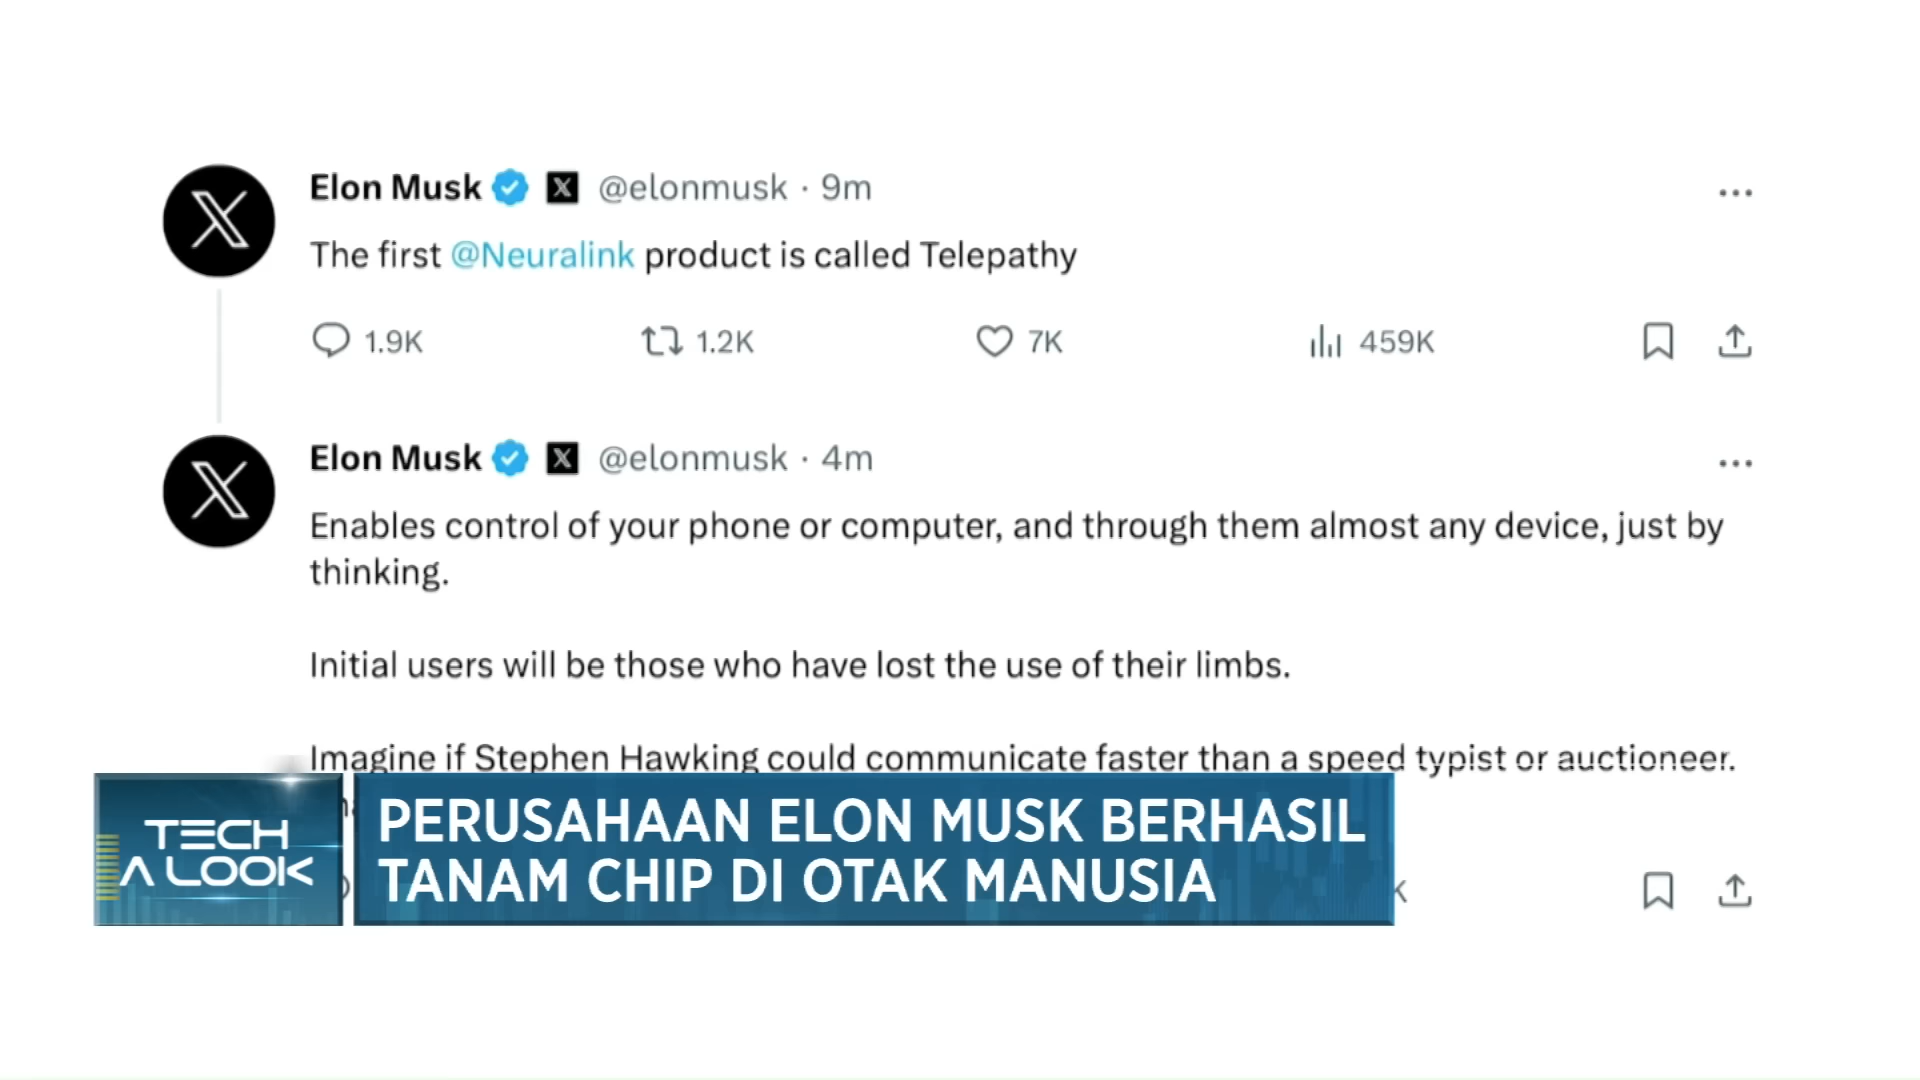 Elon Musk @elonmusk · 9m
The first @Neuralink product is called Telepathy
1.9K 1.2K 7K 459K
Elon Musk @elonmusk · 4m
Enables control of your phone or computer, and through them almost any device, just by
thinking.
Initial users will be those who have lost the use of their limbs.
Imagine if Stephen Hawking could communicate faster than a speed typist or auctioneer.
TECH
A LOOK
PERUSAHAAN ELON MUSK BERHASIL
TANAM CHIP DI OTAK MANUSIA